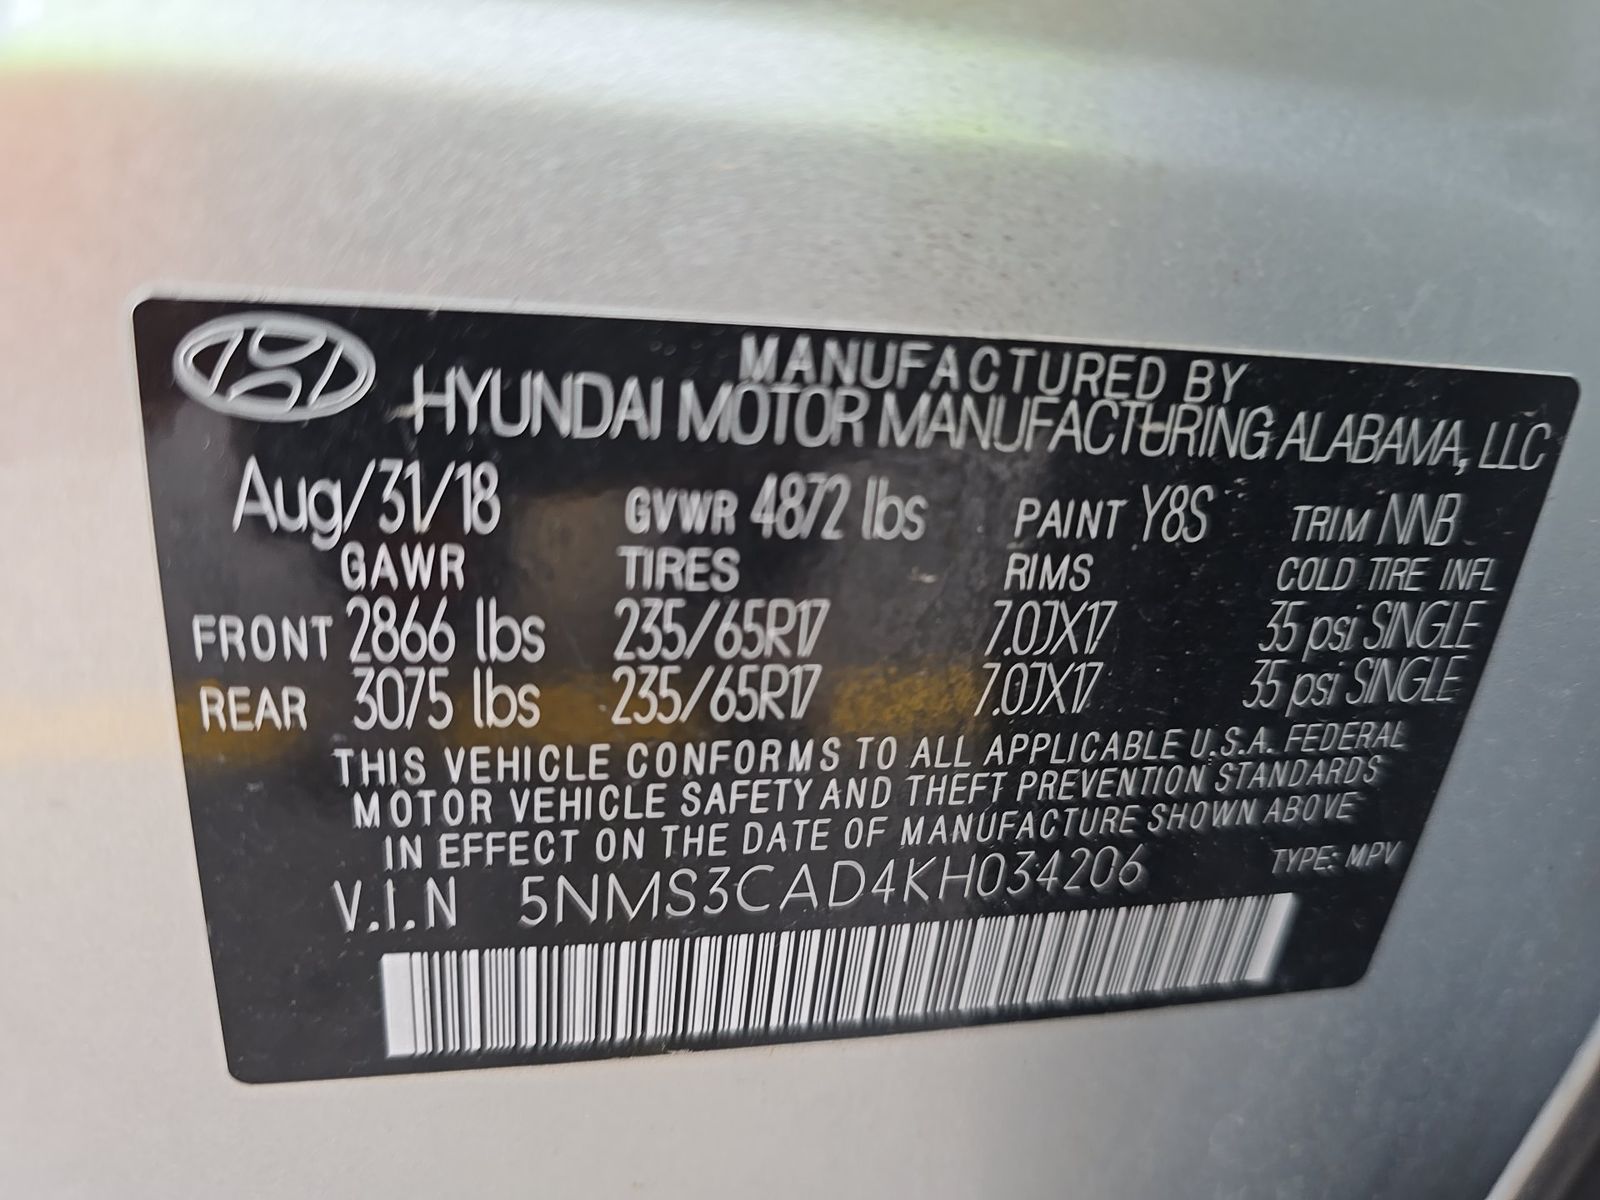 MANUFACTURED BY
HYUNDAI MOTOR MANUFACTURING ALABAMA, LLC
Aug/31/18 GVWR 4872 lbs PAINT Y8S TRIM NNB
GAWR TIRES RIMS COLD TIRE INFL
FRONT 2866 lbs 235/65R17 7.0JX17 35 psi SINGLE
REAR 3075 lbs 235/65R17 7.0JX17 35 psi SINGLE
THIS VEHICLE CONFORMS TO ALL APPLICABLE U.S.A. FEDERAL
MOTOR VEHICLE SAFETY AND THEFT PREVENTION STANDARDS
IN EFFECT ON THE DATE OF MANUFACTURE SHOWN ABOVE
V.I.N 5NMS3CAD4KH034206 TYPE: MPV